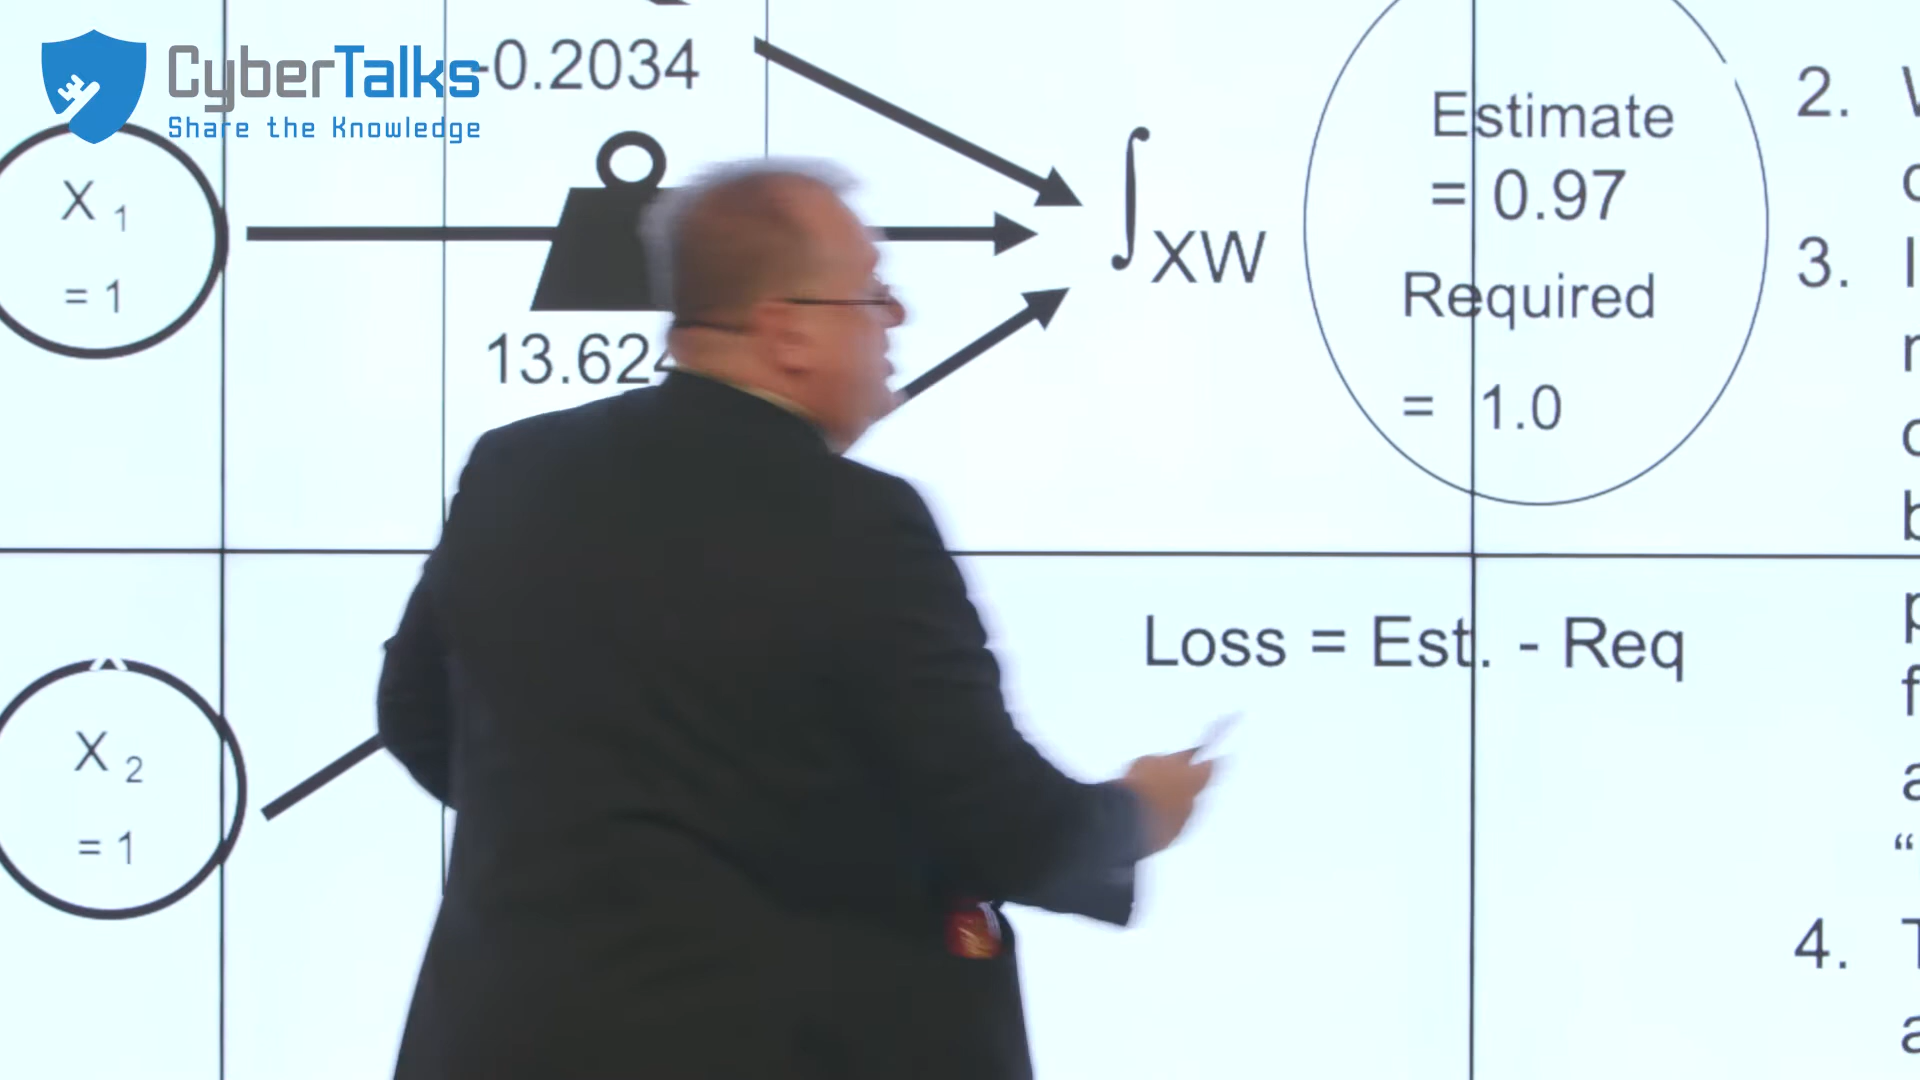 CyberTalks
Share the Knowledge
-0.2034
X 1
= 1
13.624
∫XW
Estimate
= 0.97
Required
= 1.0
X 2
= 1
Loss = Est. - Req
2.
3.
4.